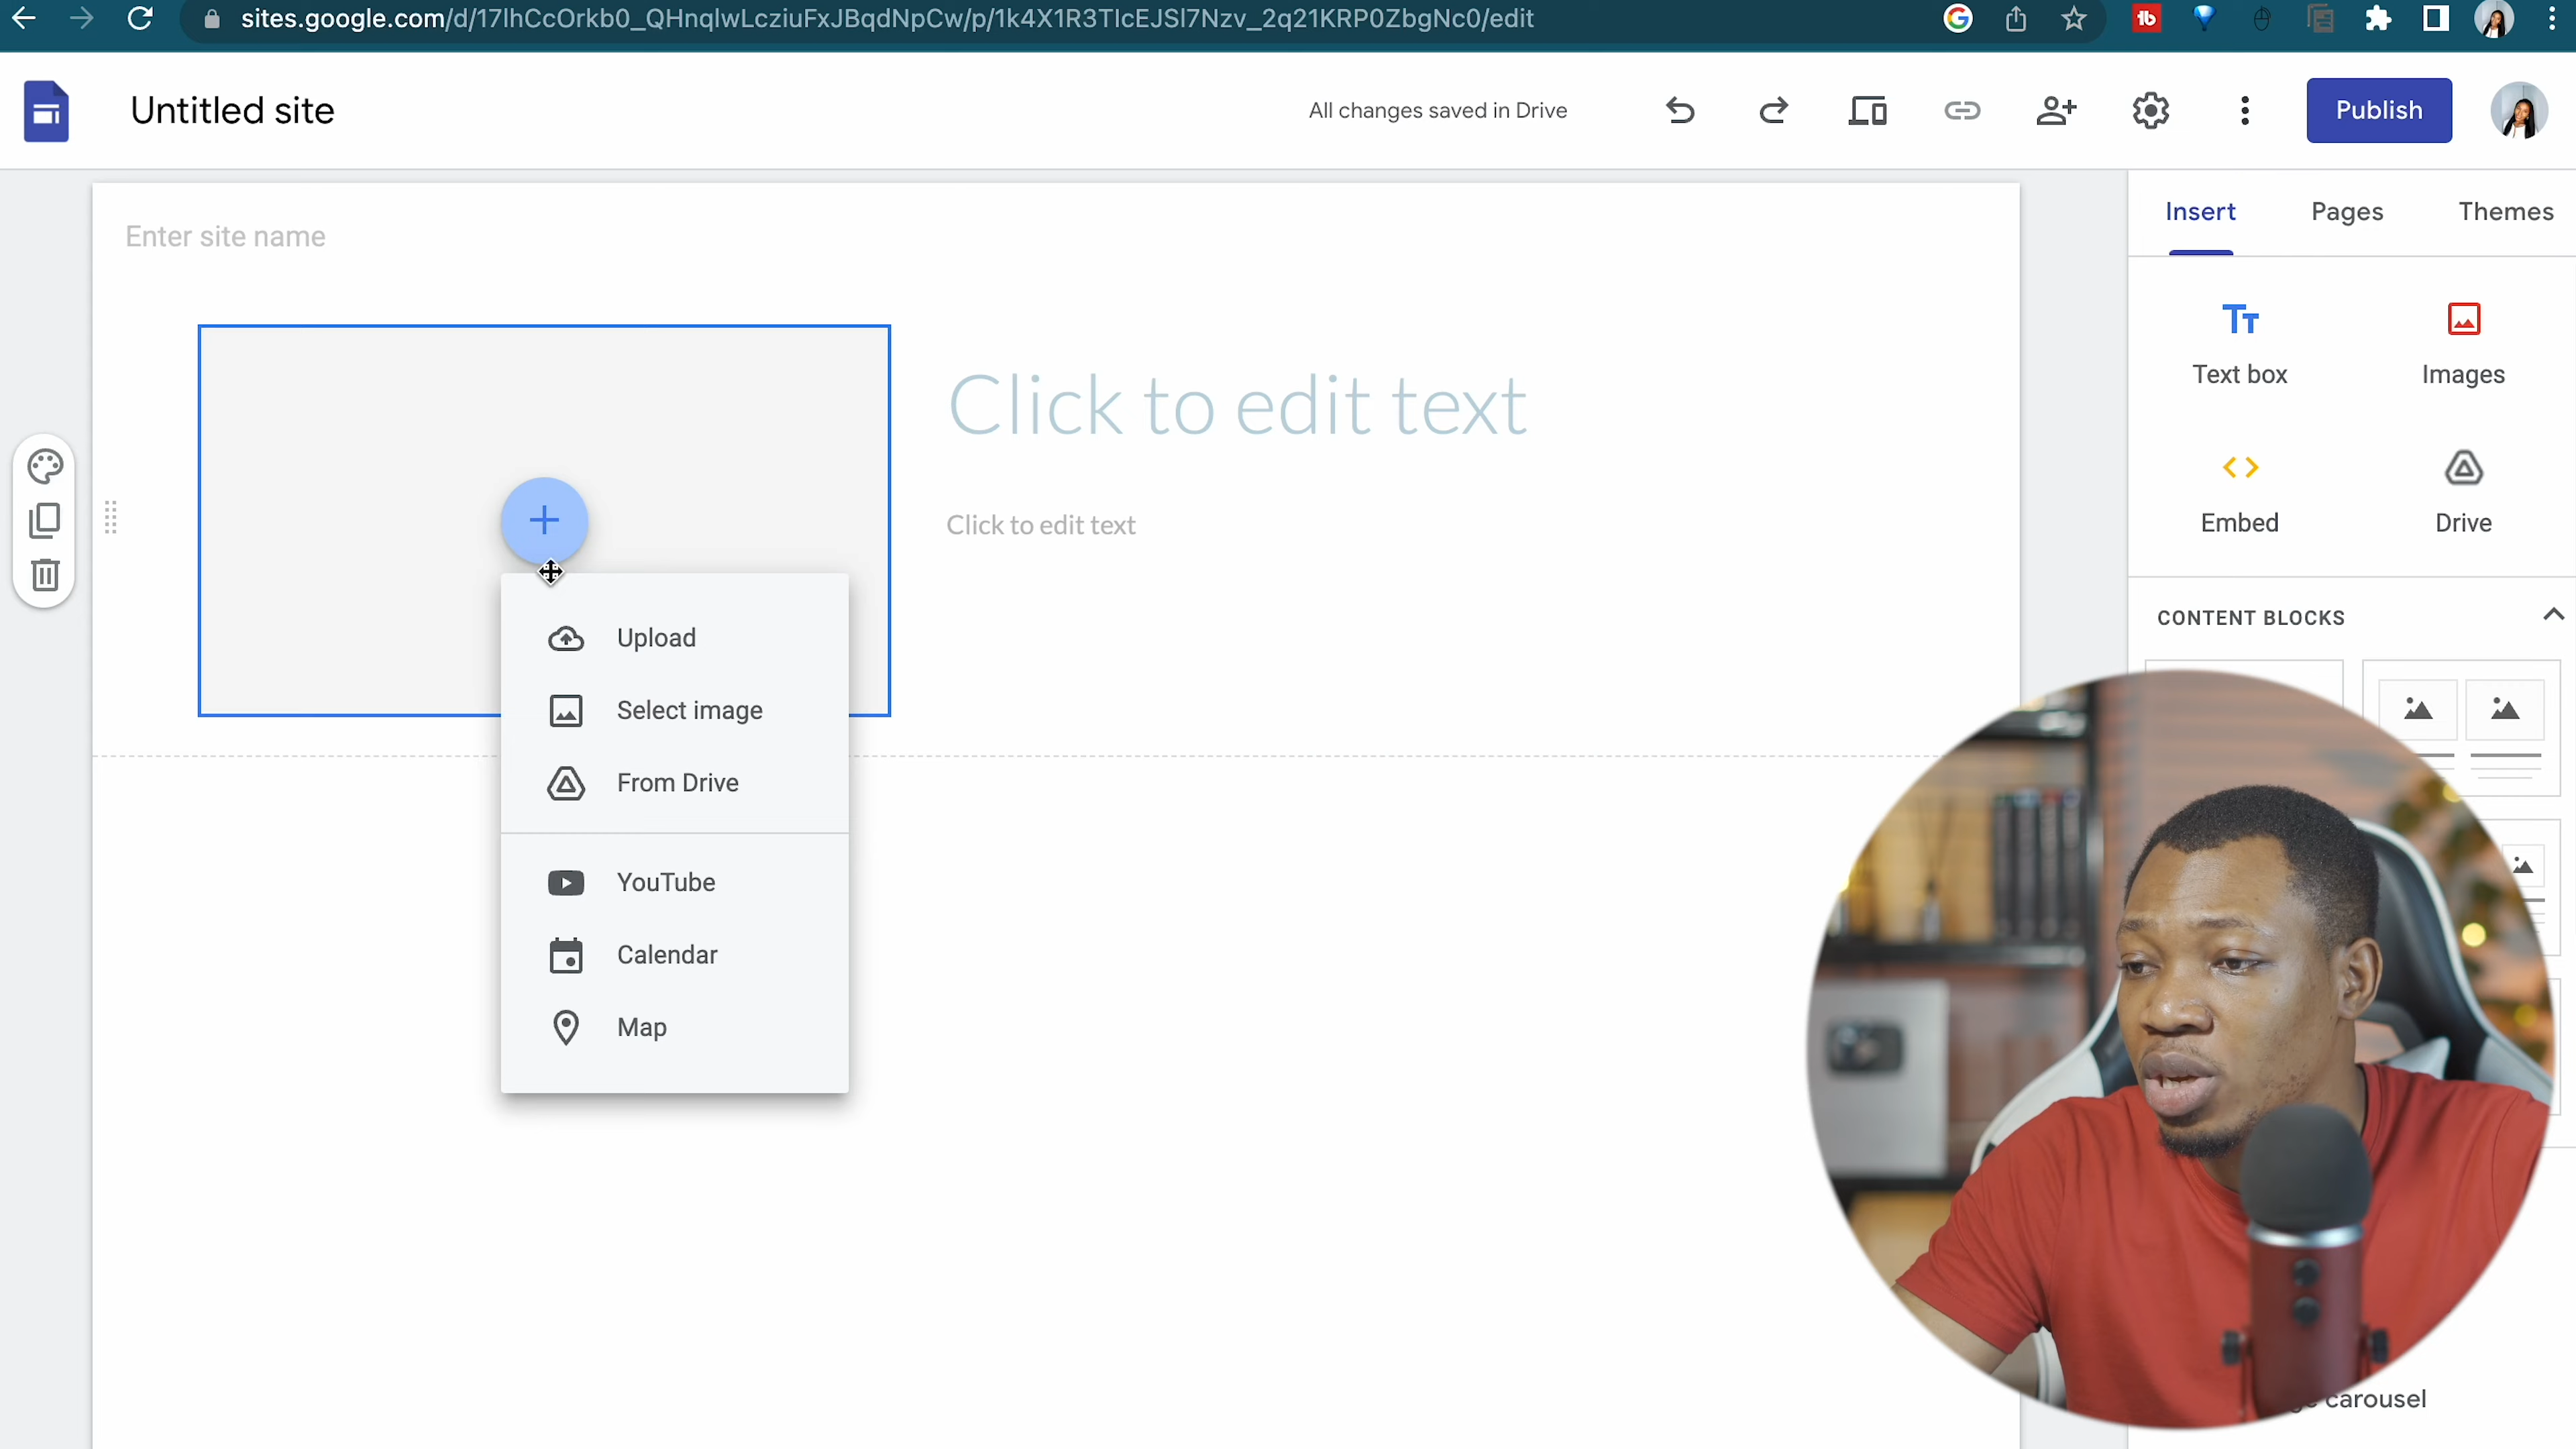 sites.google.com/d/17lhCcOrkb0_QHnqlwLcziuFxJBqdNpCw/p/1k4X1R3TIcEJSl7Nzv_2q21KRP0ZbgNc0/edit
Untitled site
All changes saved in Drive
Publish
Insert
Pages
Themes
Enter site name
Text box
Images
Click to edit text
Embed
Drive
Click to edit text
CONTENT BLOCKS
Upload
Select image
From Drive
YouTube
Calendar
Map
carousel